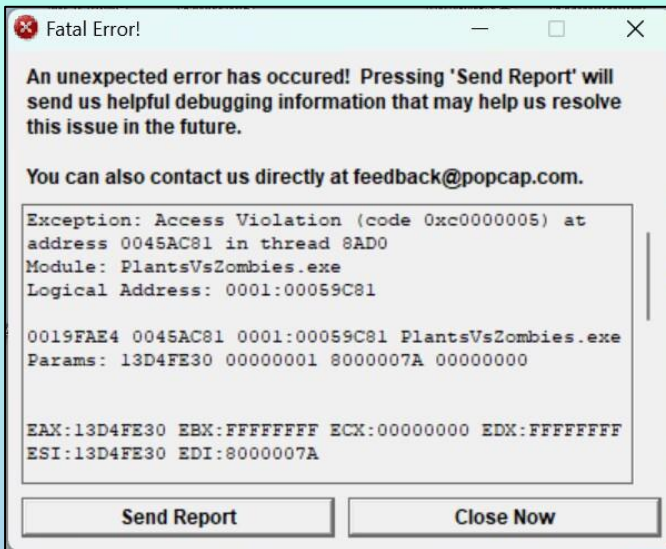 Fatal Error!
An unexpected error has occured! Pressing 'Send Report' will
send us helpful debugging information that may help us resolve
this issue in the future.
You can also contact us directly at feedback@popcap.com.
Exception: Access Violation (code 0xc0000005) at
address 0045AC81 in thread 8AD0
Module: PlantsVsZombies.exe
Logical Address: 0001:00059C81
0019FAE4 0045AC81 0001:00059C81 PlantsVsZombies.exe
Params: 13D4FE30 00000001 8000007A 00000000
EAX:13D4FE30 EBX:FFFFFFFF ECX:00000000 EDX:FFFFFFFF
ESI:13D4FE30 EDI:8000007A
Send Report
Close Now